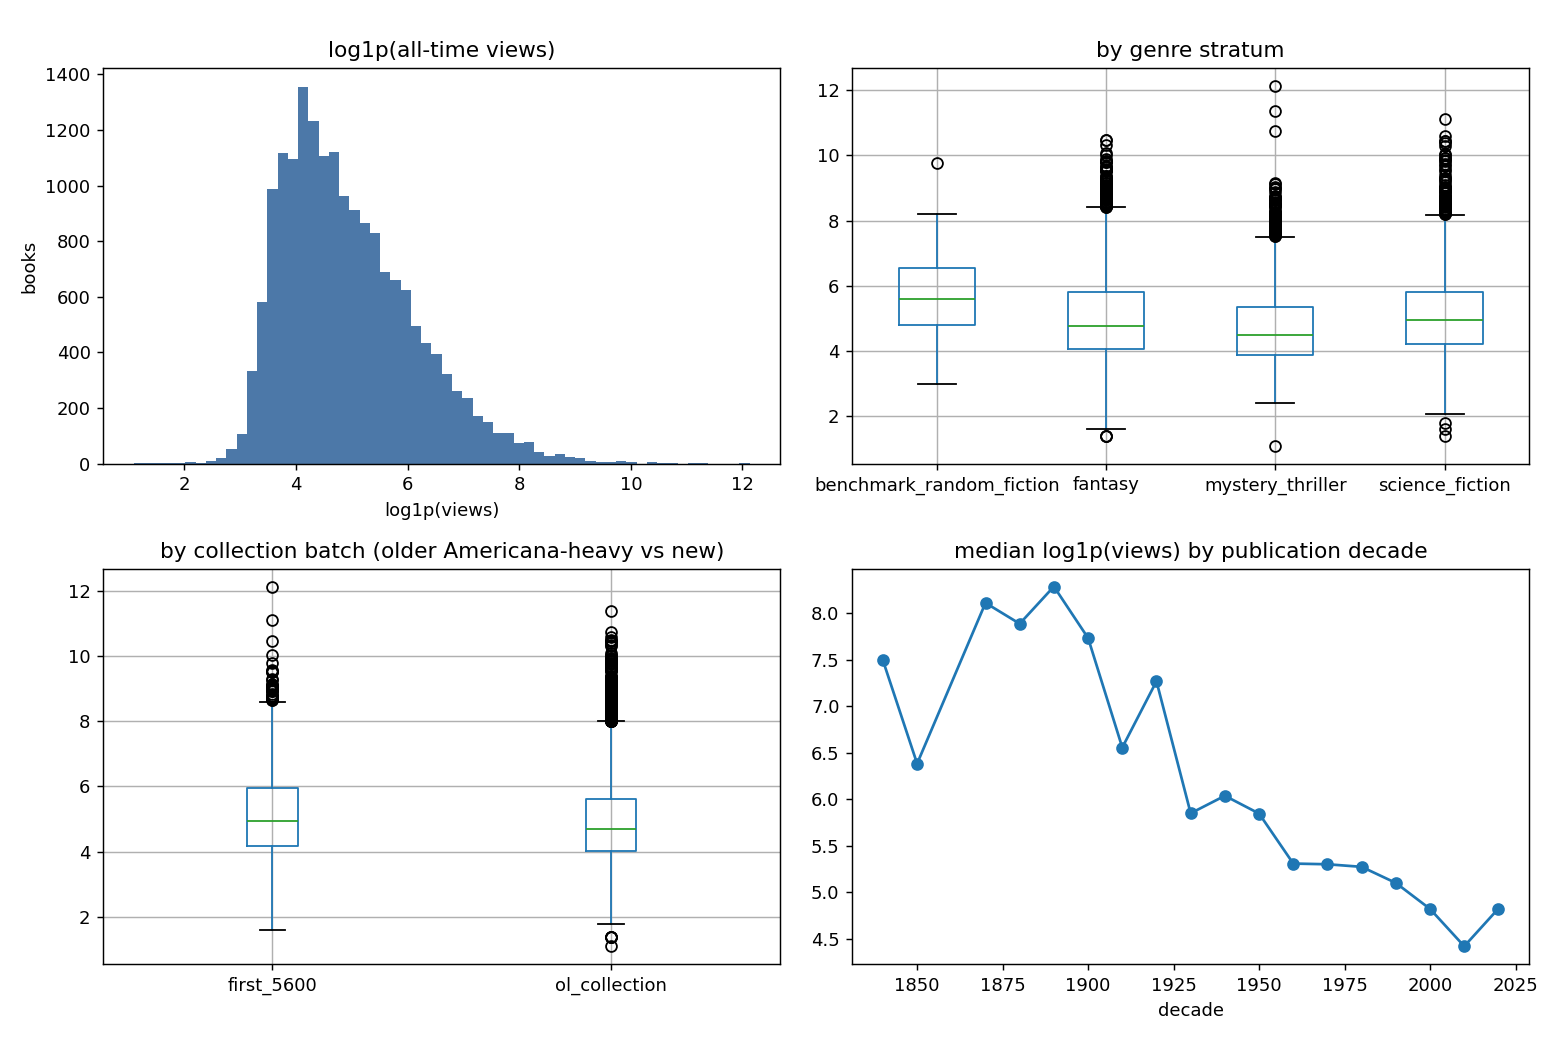 log1p(all-time views)
1400
1200
1000
800
600
400
200
0
books
2 4 6 8 10 12
log1p(views)
by genre stratum
12
10
8
6
4
2
benchmark_random_fiction fantasy mystery_thriller science_fiction
by collection batch (older Americana-heavy vs new)
12
10
8
6
4
2
first_5600 ol_collection
median log1p(views) by publication decade
8.0
7.5
7.0
6.5
6.0
5.5
5.0
4.5
1850 1875 1900 1925 1950 1975 2000 2025
decade